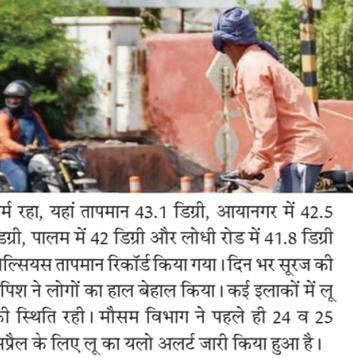 र्म रहा, यहां तापमान 43.1 डिग्री, आयानगर में 42.5
डिग्री, पालम में 42 डिग्री और लोधी रोड में 41.8 डिग्री
ेल्सियस तापमान रिकॉर्ड किया गया। दिन भर सूरज की
पिश ने लोगों का हाल बेहाल किया। कई इलाकों में लू
की स्थिति रही। मौसम विभाग ने पहले ही 24 व 25
अप्रैल के लिए लू का यलो अलर्ट जारी किया हुआ है।